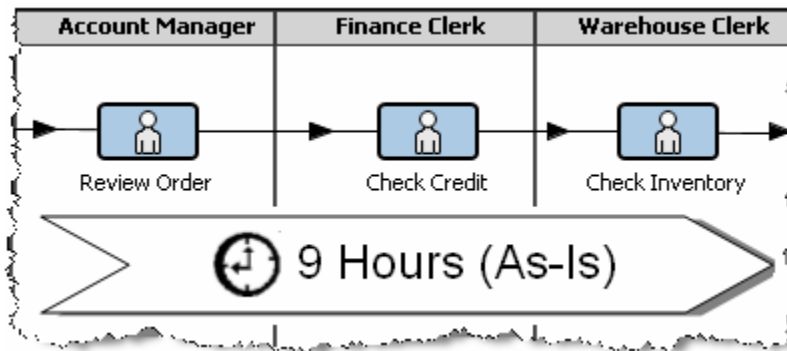 Account Manager Finance Clerk Warehouse Clerk
Review Order Check Credit Check Inventory
9 Hours (As-Is)